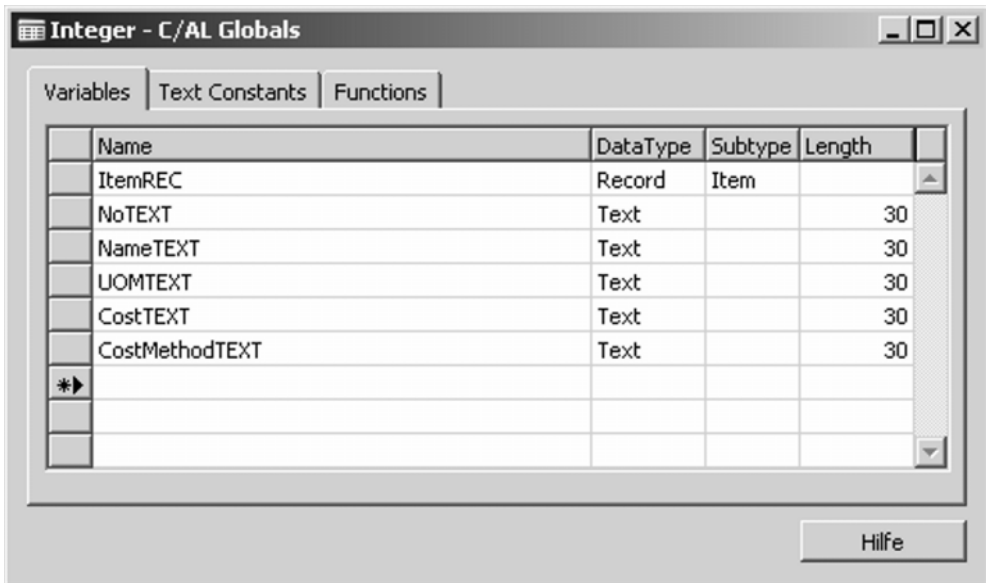 Integer - C/AL Globals
Variables Text Constants Functions
Name DataType Subtype Length
ItemREC Record Item
NoTEXT Text 30
NameTEXT Text 30
UOMTEXT Text 30
CostTEXT Text 30
CostMethodTEXT Text 30
Hilfe